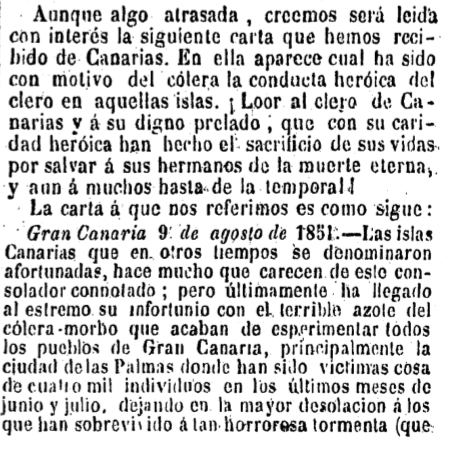 Aunque algo atrasada, creemos será leida
con interés la siguiente carta que hemos reci-
bido de Canarias. En ella aparece cual ha sido
con motivo del cólera la conducta heróica del
clero en aquellas islas. ¡Loor al clero de Ca-
narias y á su digno prelado, que con su cari-
dad heróica han hecho el sacrificio de sus vidas
por salvar á sus hermanos de la muerte eterna,
y aun á muchos hasta de la temporal!
La carta á que nos referimos es como sigue:
Gran Canaria 9 de agosto de 1851.—Las islas
Canarias que en otros tiempos se denominaron
afortunadas, hace mucho que carecen de este con-
solador connotado; pero últimamente ha llegado
al estremo su infortunio con el terrible azote del
cólera-morbo que acaban de esperimentar todos
los pueblos de Gran Canaria, principalmente la
ciudad de las Palmas donde han sido víctimas cosa
de cuatro mil individuos en los últimos meses de
junio y julio, dejando en la mayor desolacion á los
que han sobrevivido á tan horrorosa tormenta (que